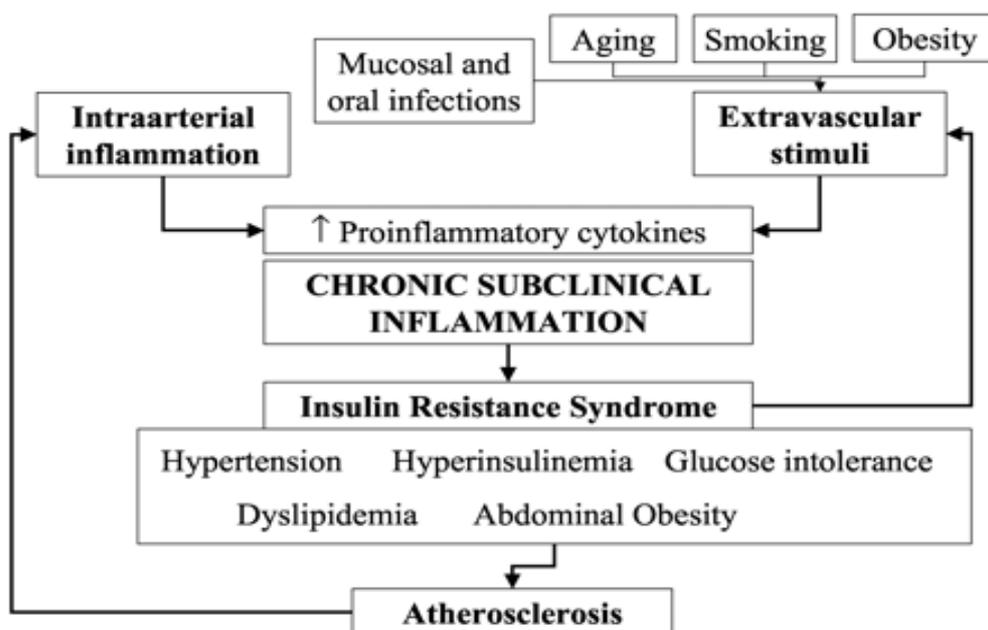 Aging
Smoking
Obesity
Mucosal and
oral infections
Intraarterial
inflammation
Extravascular
stimuli
↑ Proinflammatory cytokines
CHRONIC SUBCLINICAL
INFLAMMATION
Insulin Resistance Syndrome
Hypertension Hyperinsulinemia Glucose intolerance
Dyslipidemia Abdominal Obesity
Atherosclerosis